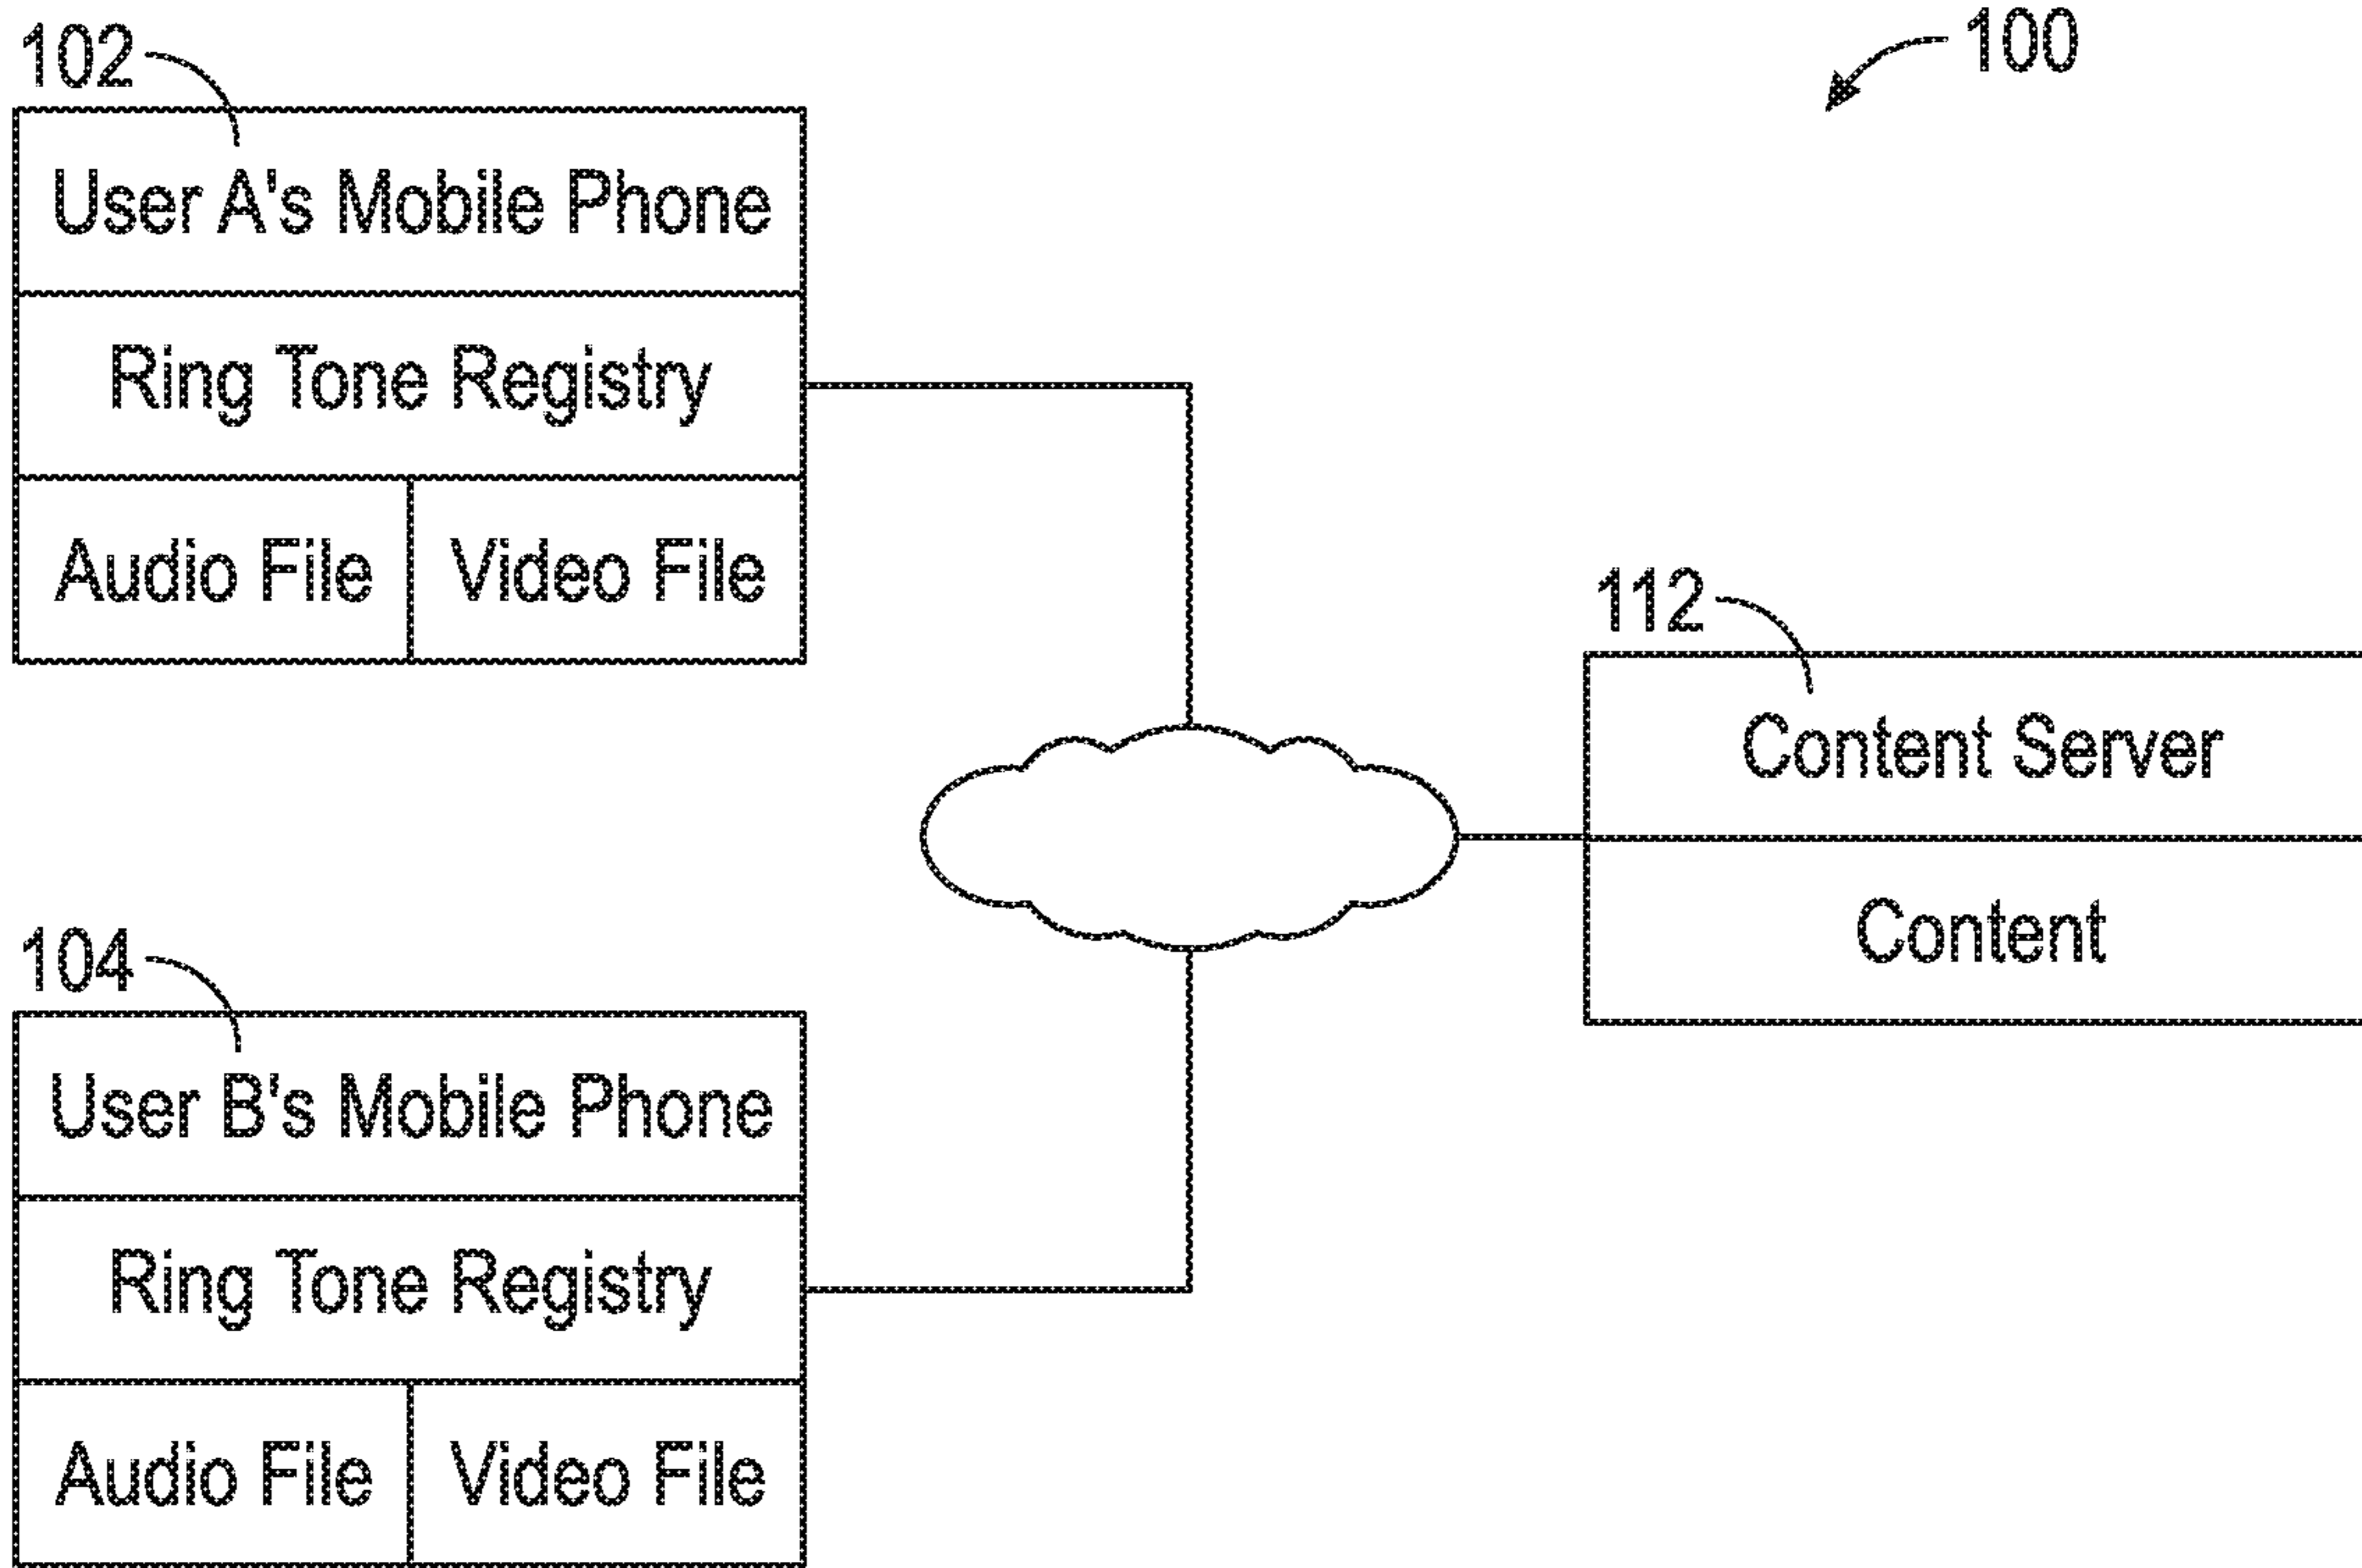 102
100
User A's Mobile Phone
Ring Tone Registry
Audio File
Video File
112
Content Server
Content
104
User B's Mobile Phone
Ring Tone Registry
Audio File
Video File